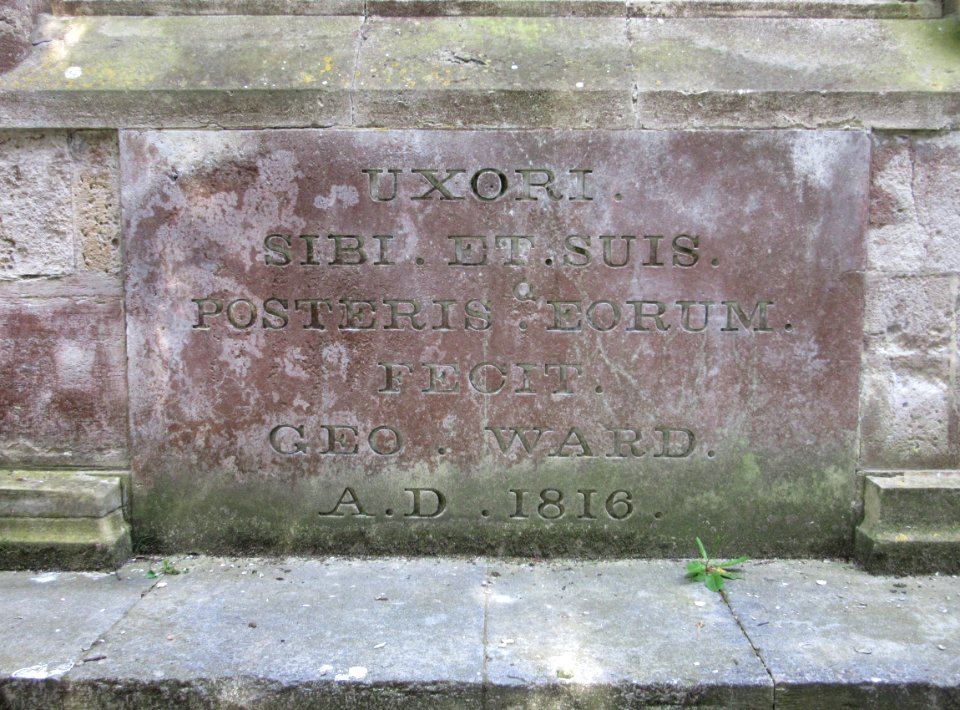 UXORI.
SIBI. ET. SUIS.
POSTERIS. Q EORUM.
FECIT.
GEO. WARD.
A.D. 1816.